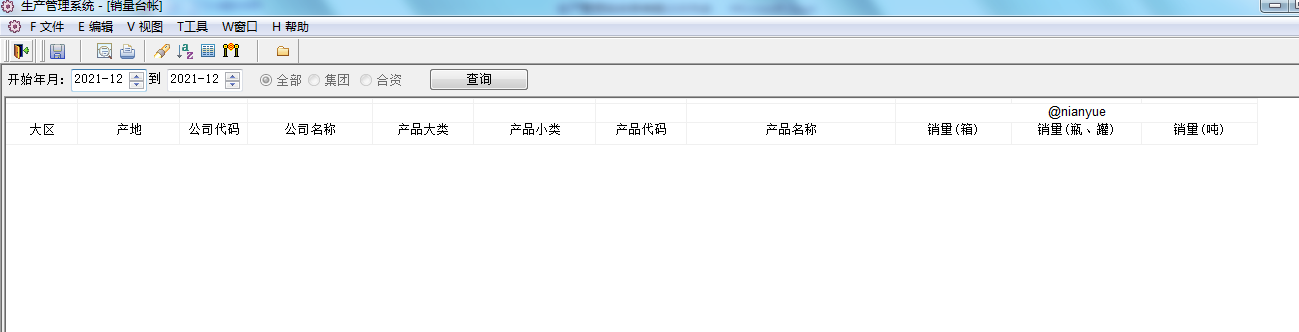 生产管理系统 - [销量台帐]
F 文件 E 编辑 V 视图 T工具 W窗口 H 帮助
开始年月: 2021-12 到 2021-12 全部 集团 合资 查询
@nianyue
大区 产地 公司代码 公司名称 产品大类 产品小类 产品代码 产品名称 销量(箱) 销量(瓶、罐) 销量(吨)